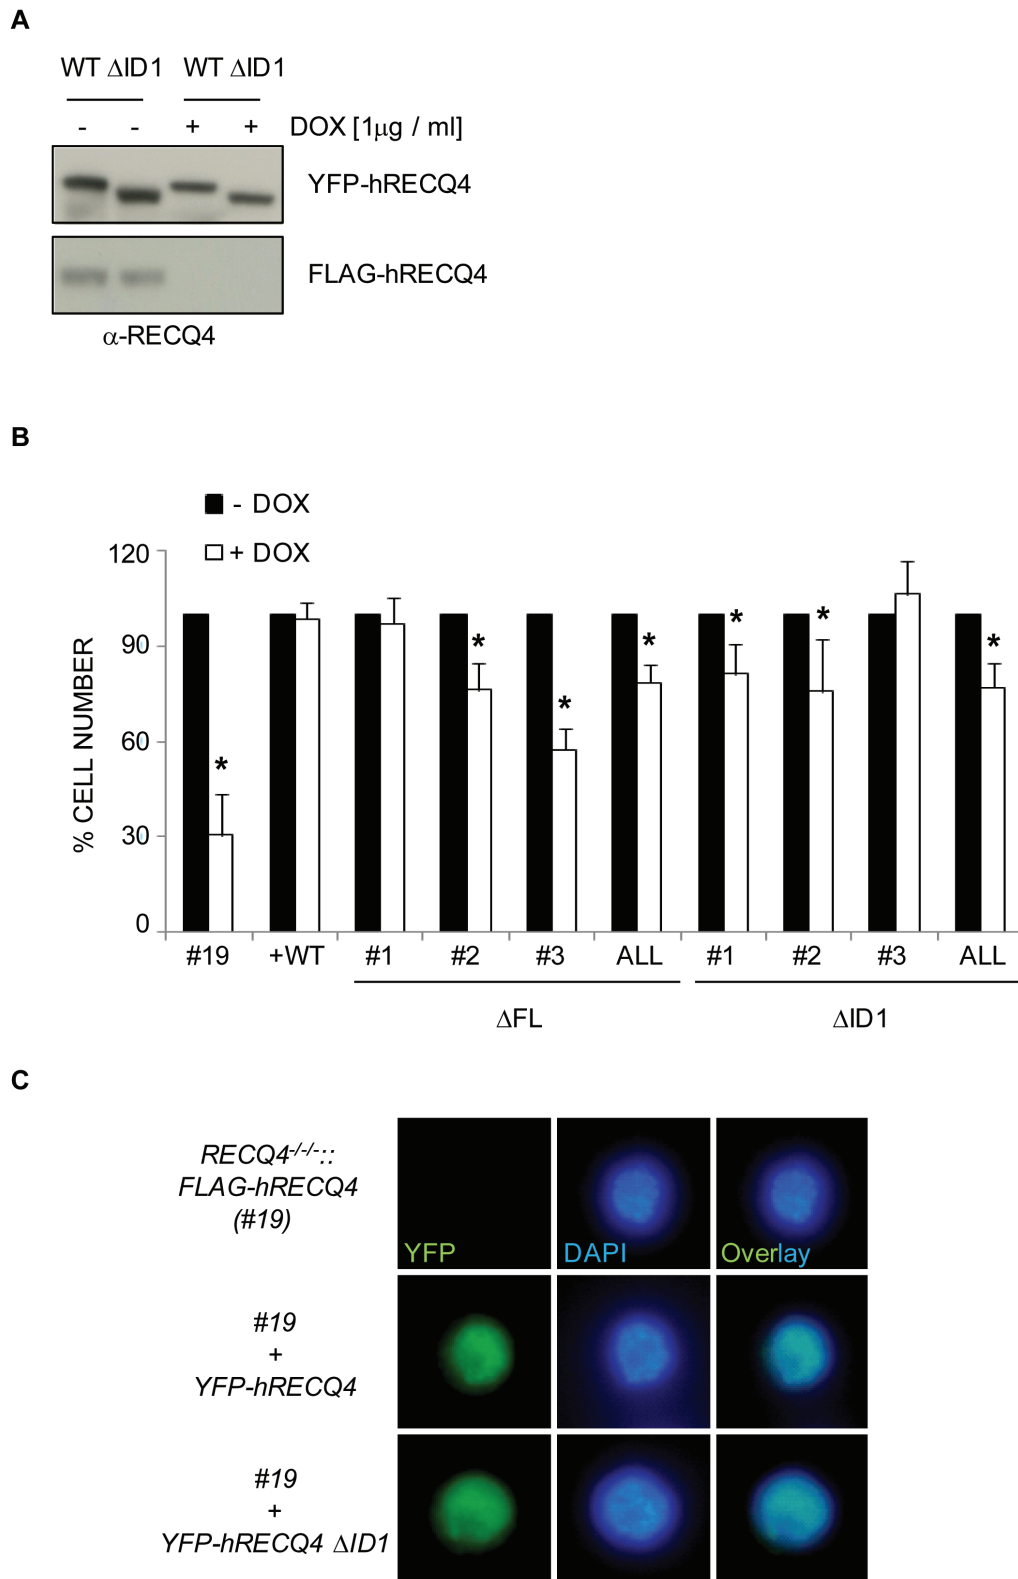 A
WT ΔID1 WT ΔID1
- - + + DOX [1μg / ml]
YFP-hRECQ4
FLAG-hRECQ4
α-RECQ4
B
- DOX
+ DOX
% CELL NUMBER
120
90
60
30
0
* * * * * * *
#19 +WT #1 #2 #3 ALL #1 #2 #3 ALL
ΔFL ΔID1
C
RECQ4-/-/-::
FLAG-hRECQ4
(#19)
YFP DAPI Overlay
#19
+
YFP-hRECQ4
#19
+
YFP-hRECQ4 ΔID1